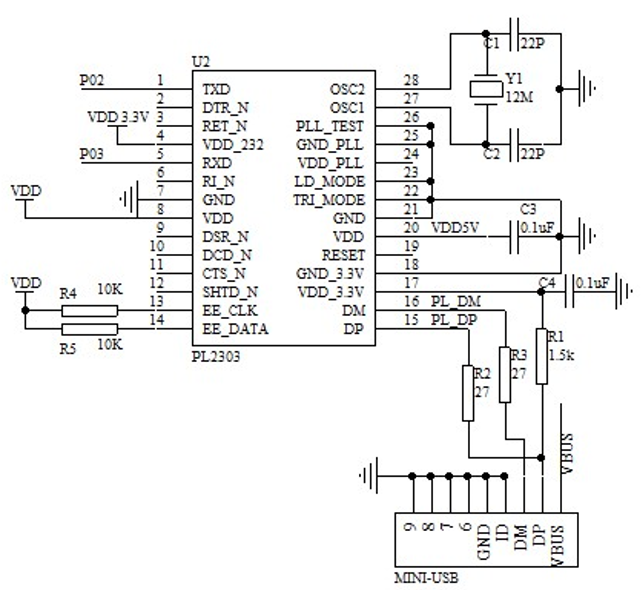 C1 22P
U2
Y1
12M
C2 22P
P02 1 TXD OSC2 28
2 DTR_N OSC1 27
3 RET_N PLL_TEST 26
VDD 3.3V 4 VDD_232 GND_PLL 25
P03 5 RXD VDD_PLL 24
6 RI_N LD_MODE 23
7 GND TRI_MODE 22
VDD 8 VDD GND 21
9 DSR_N VDD 20 VDD5V C3 0.1uF
10 DCD_N RESET 19
11 CTS_N GND_3.3V 18
VDD 12 SHTD_N VDD_3.3V 17 C4 0.1uF
R4 10K 13 EE_CLK DM 16 PL_DM
R5 10K 14 EE_DATA DP 15 PL_DP
PL2303
R1
1.5k
R3
27
R2
27
VBUS
9 8 7 6 GND ID DM DP VBUS
MINI-USB